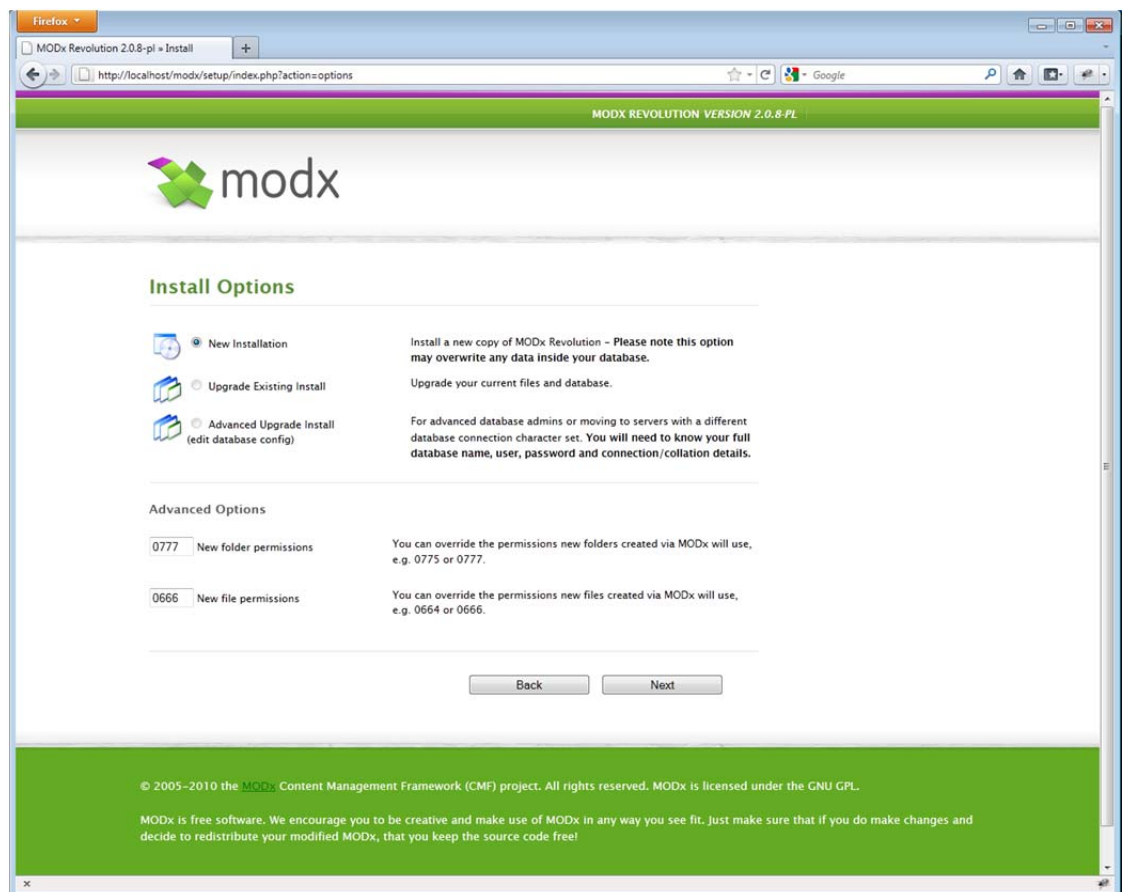 Firefox
MODx Revolution 2.0.8-pl » Install
http://localhost/modx/setup/index.php?action=options
Google
MODX REVOLUTION VERSION 2.0.8-PL
modx
Install Options
New Installation
Install a new copy of MODx Revolution – Please note this option
may overwrite any data inside your database.
Upgrade Existing Install
Upgrade your current files and database.
Advanced Upgrade Install
(edit database config)
For advanced database admins or moving to servers with a different
database connection character set. You will need to know your full
database name, user, password and connection/collation details.
Advanced Options
0777 New folder permissions
You can override the permissions new folders created via MODx will use,
e.g. 0775 or 0777.
0666 New file permissions
You can override the permissions new files created via MODx will use,
e.g. 0664 or 0666.
Back
Next
© 2005-2010 the MODx Content Management Framework (CMF) project. All rights reserved. MODx is licensed under the GNU GPL.
MODx is free software. We encourage you to be creative and make use of MODx in any way you see fit. Just make sure that if you do make changes and
decide to redistribute your modified MODx, that you keep the source code free!